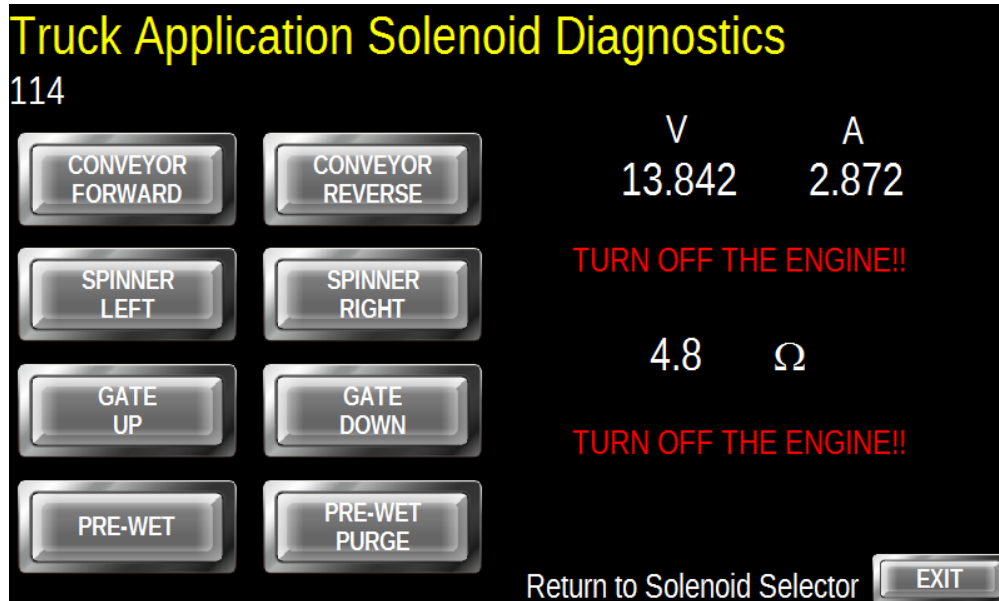 Truck Application Solenoid Diagnostics
114
CONVEYOR
FORWARD
CONVEYOR
REVERSE
SPINNER
LEFT
SPINNER
RIGHT
GATE
UP
GATE
DOWN
PRE-WET
PRE-WET
PURGE
V A
13.842 2.872
TURN OFF THE ENGINE!!
4.8 Ω
TURN OFF THE ENGINE!!
Return to Solenoid Selector
EXIT